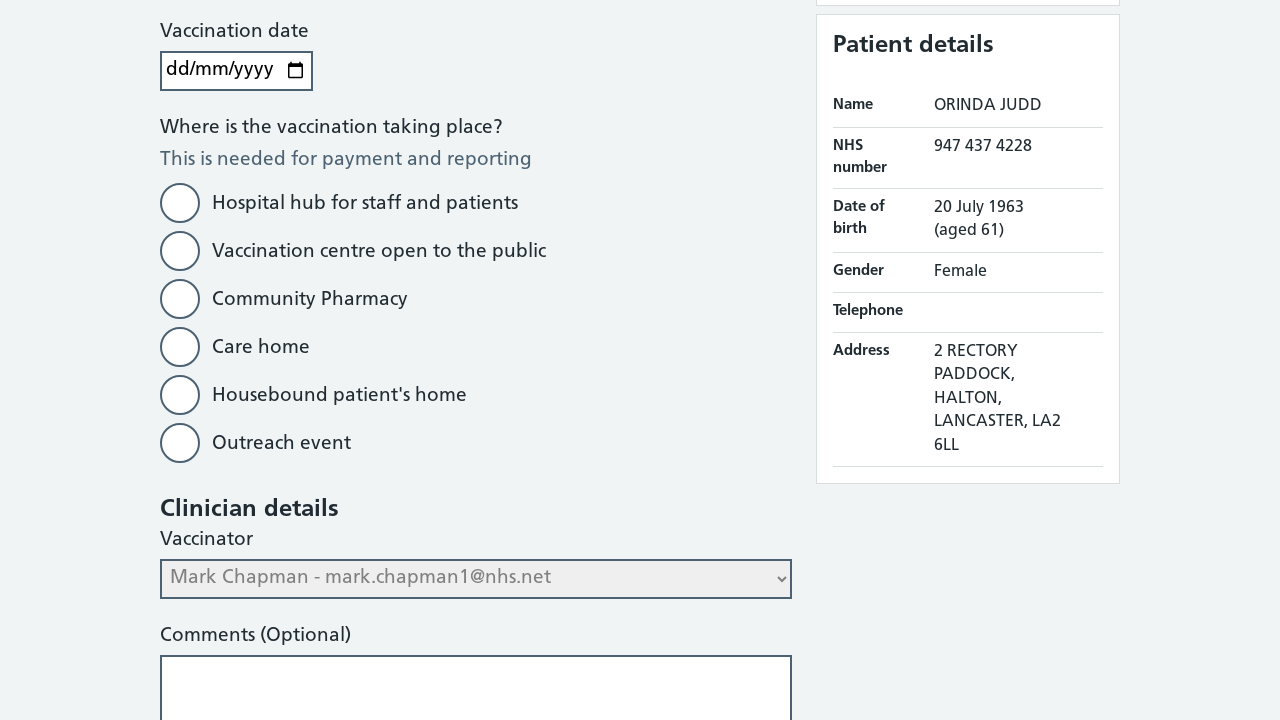 Vaccination date
dd/mm/yyyy
Where is the vaccination taking place?
This is needed for payment and reporting
Hospital hub for staff and patients
Vaccination centre open to the public
Community Pharmacy
Care home
Housebound patient's home
Outreach event
Clinician details
Vaccinator
Mark Chapman - mark.chapman1@nhs.net
Comments (Optional)
Patient details
Name ORINDA JUDD
NHS number 947 437 4228
Date of birth 20 July 1963 (aged 61)
Gender Female
Telephone
Address 2 RECTORY
PADDOCK,
HALTON,
LANCASTER, LA2
6LL